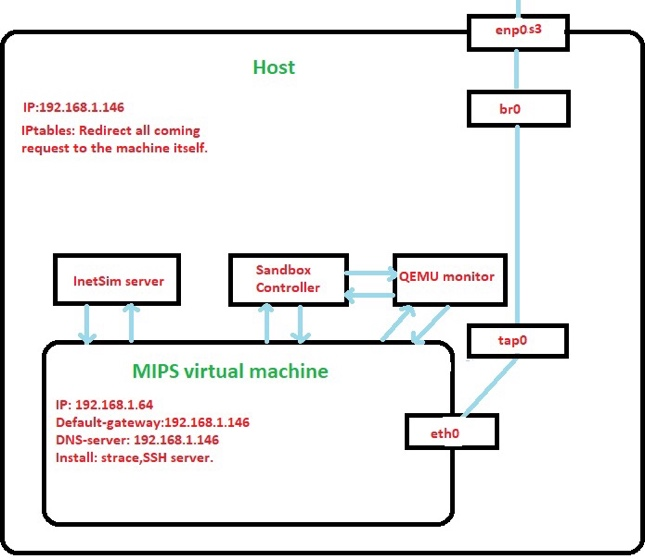 enp0s3
Host
br0
IP:192.168.1.146
IPtables: Redirect all coming
request to the machine itself.
InetSim server
Sandbox
Controller
QEMU monitor
tap0
MIPS virtual machine
IP: 192.168.1.64
Default-gateway:192.168.1.146
DNS-server: 192.168.1.146
Install: strace,SSH server.
eth0